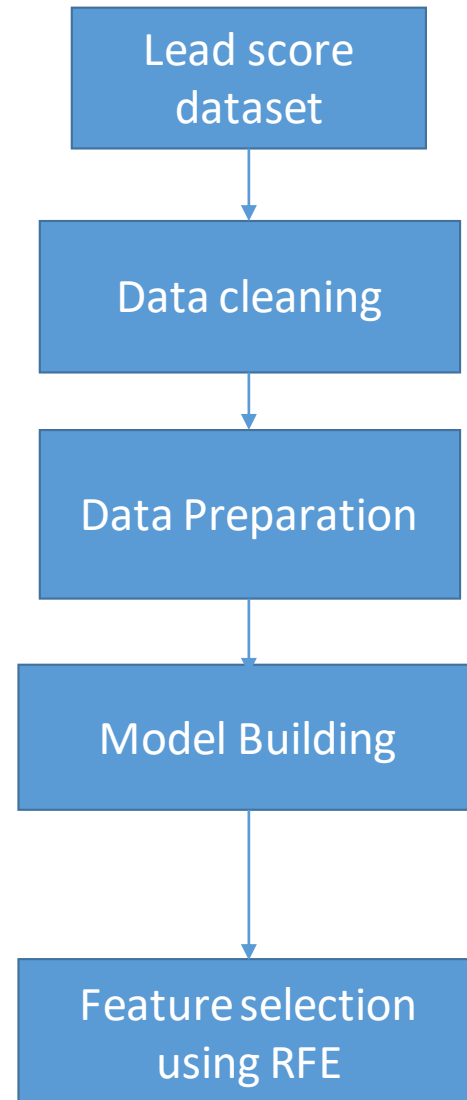 Lead score
dataset
Data cleaning
Data Preparation
Model Building
Feature selection
using RFE